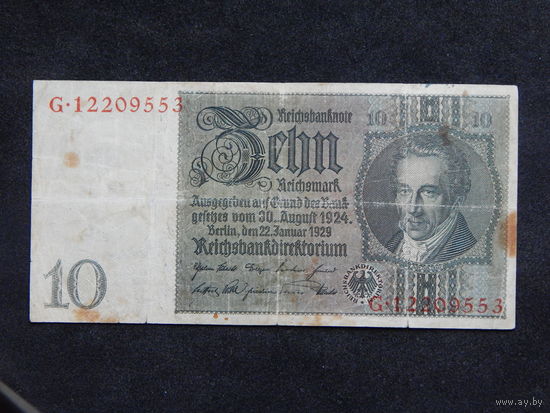 G·12209553
Reichsbanknote
10 10
Zehn
Reichsmark
Ausgegeben auf Grund des Bank
gesetzes vom 30. August 1924.
Berlin, den 22. Januar 1929
Reichsbankdirektorium
REICHSBANKDIREKTORIUM
10
G·12209553
www.ay.by